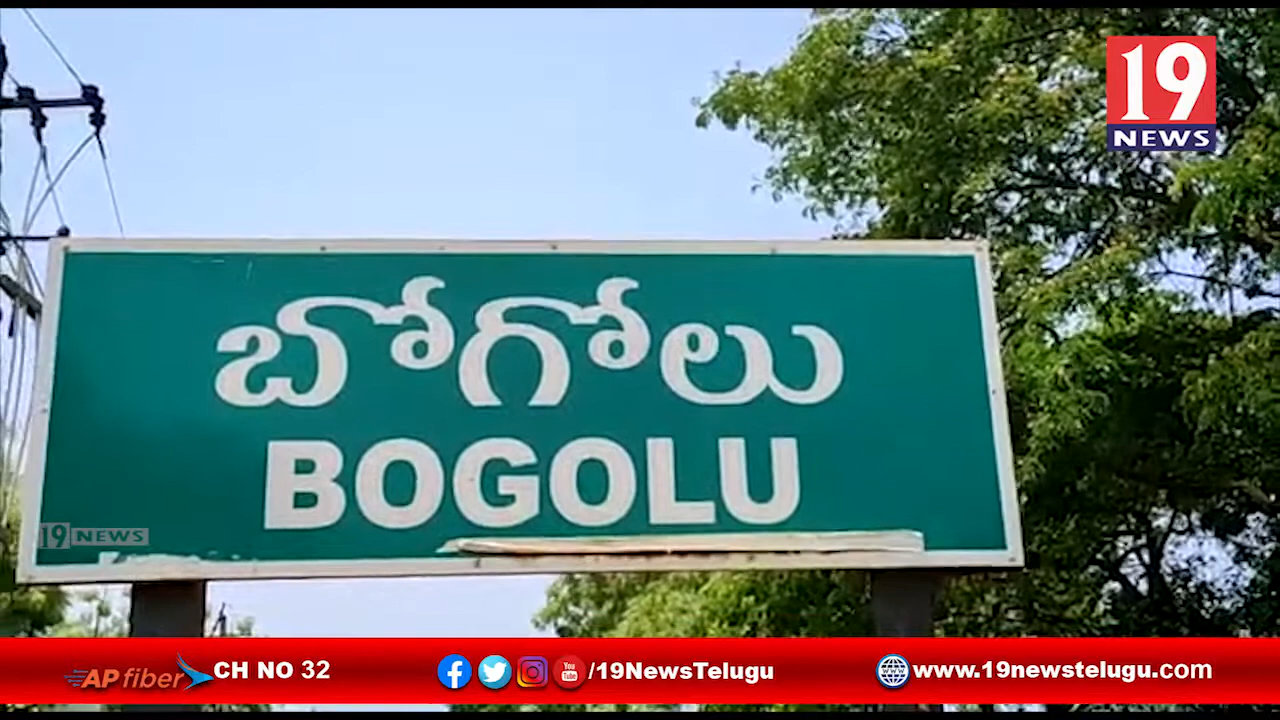 19
NEWS
బోగోలు
BOGOLU
19 NEWS
AP fiber CH NO 32
/19NewsTelugu
www.19newstelugu.com